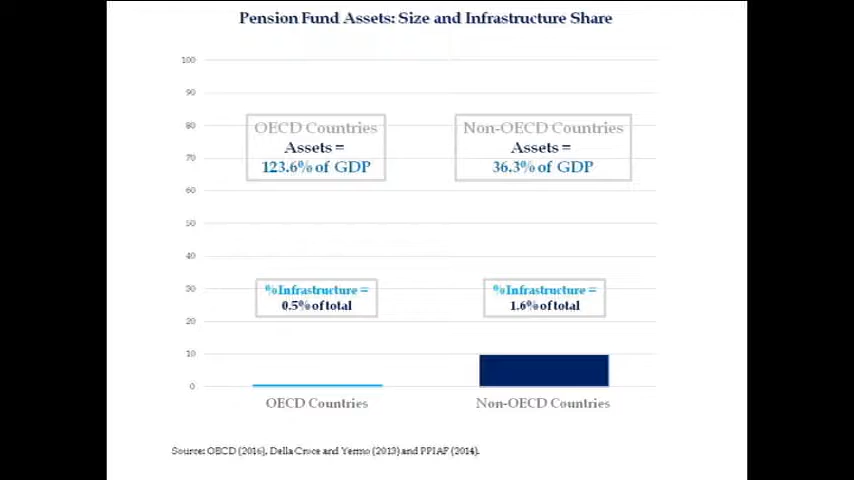 Pension Fund Assets: Size and Infrastructure Share
100
90
80
70
60
50
40
30
20
10
0
OECD Countries
Assets =
123.6% of GDP
Non-OECD Countries
Assets =
36.3% of GDP
%Infrastructure =
0.5% of total
%Infrastructure =
1.6% of total
OECD Countries
Non-OECD Countries
Source: OECD (2016), Della Croce and Yermo (2013) and PPIAF (2014).